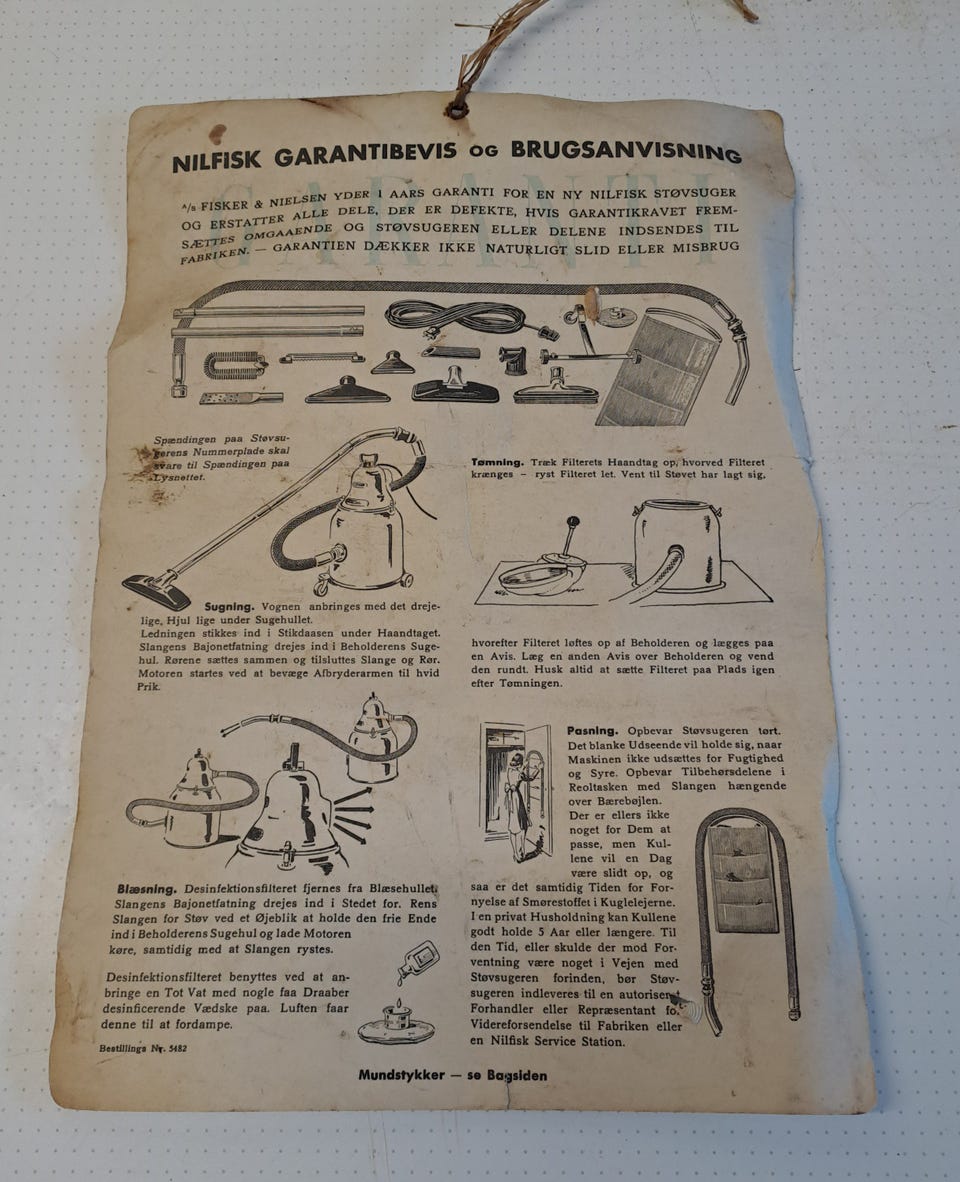 NILFISK GARANTIBEVIS OG BRUGSANVISNING
GARANTI
A/S FISKER & NIELSEN YDER 1 AARS GARANTI FOR EN NY NILFISK STØVSUGER
OG ERSTATTER ALLE DELE, DER ER DEFEKTE, HVIS GARANTIKRAVET FREM-
SÆTTES OMGAAENDE OG STØVSUGEREN ELLER DELENE INDSENDES TIL
FABRIKEN. — GARANTIEN DÆKKER IKKE NATURLIGT SLID ELLER MISBRUG
GARANTI
Spændingen paa Støvsu-
gerens Nummerplade skal
svare til Spændingen paa
Lysnettet.
Sugning. Vognen anbringes med det dreje-
lige, Hjul lige under Sugehullet.
Ledningen stikkes ind i Stikdaasen under Haandtaget.
Slangens Bajonetfatning drejes ind i Beholderens Suge-
hul. Rørene sættes sammen og tilsluttes Slange og Rør.
Motoren startes ved at bevæge Afbryderarmen til hvid
Prik.
Blæsning. Desinfektionsfilteret fjernes fra Blæsehullet.
Slangens Bajonetfatning drejes ind i Stedet for. Rens
Slangen for Støv ved et Øjeblik at holde den frie Ende
ind i Beholderens Sugehul og lade Motoren
køre, samtidig med at Slangen rystes.
Desinfektionsfilteret benyttes ved at an-
bringe en Tot Vat med nogle faa Draaber
desinficerende Vædske paa. Luften faar
denne til at fordampe.
Bestillings Nr. 5482
Tømning. Træk Filterets Haandtag op, hvorved Filteret
krænges – ryst Filteret let. Vent til Støvet har lagt sig,
hvorefter Filteret løftes op af Beholderen og lægges paa
en Avis. Læg en anden Avis over Beholderen og vend
den rundt. Husk altid at sætte Filteret paa Plads igen
efter Tømningen.
Pasning. Opbevar Støvsugeren tørt.
Det blanke Udseende vil holde sig, naar
Maskinen ikke udsættes for Fugtighed
og Syre. Opbevar Tilbehørsdelene i
Reoltasken med Slangen hængende
over Bærebøjlen.
Der er ellers ikke
noget for Dem at
passe, men Kul-
lene vil en Dag
være slidt op, og
saa er det samtidig Tiden for For-
nyelse af Smørestoffet i Kuglelejerne.
I en privat Husholdning kan Kullene
godt holde 5 Aar eller længere. Til
den Tid, eller skulde der mod For-
ventning være noget i Vejen med
Støvsugeren forinden, bør Støv-
sugeren indleveres til en autoriseret
Forhandler eller Repræsentant fo.
Videreforsendelse til Fabriken eller
en Nilfisk Service Station.
Mundstykker — se Bagsiden